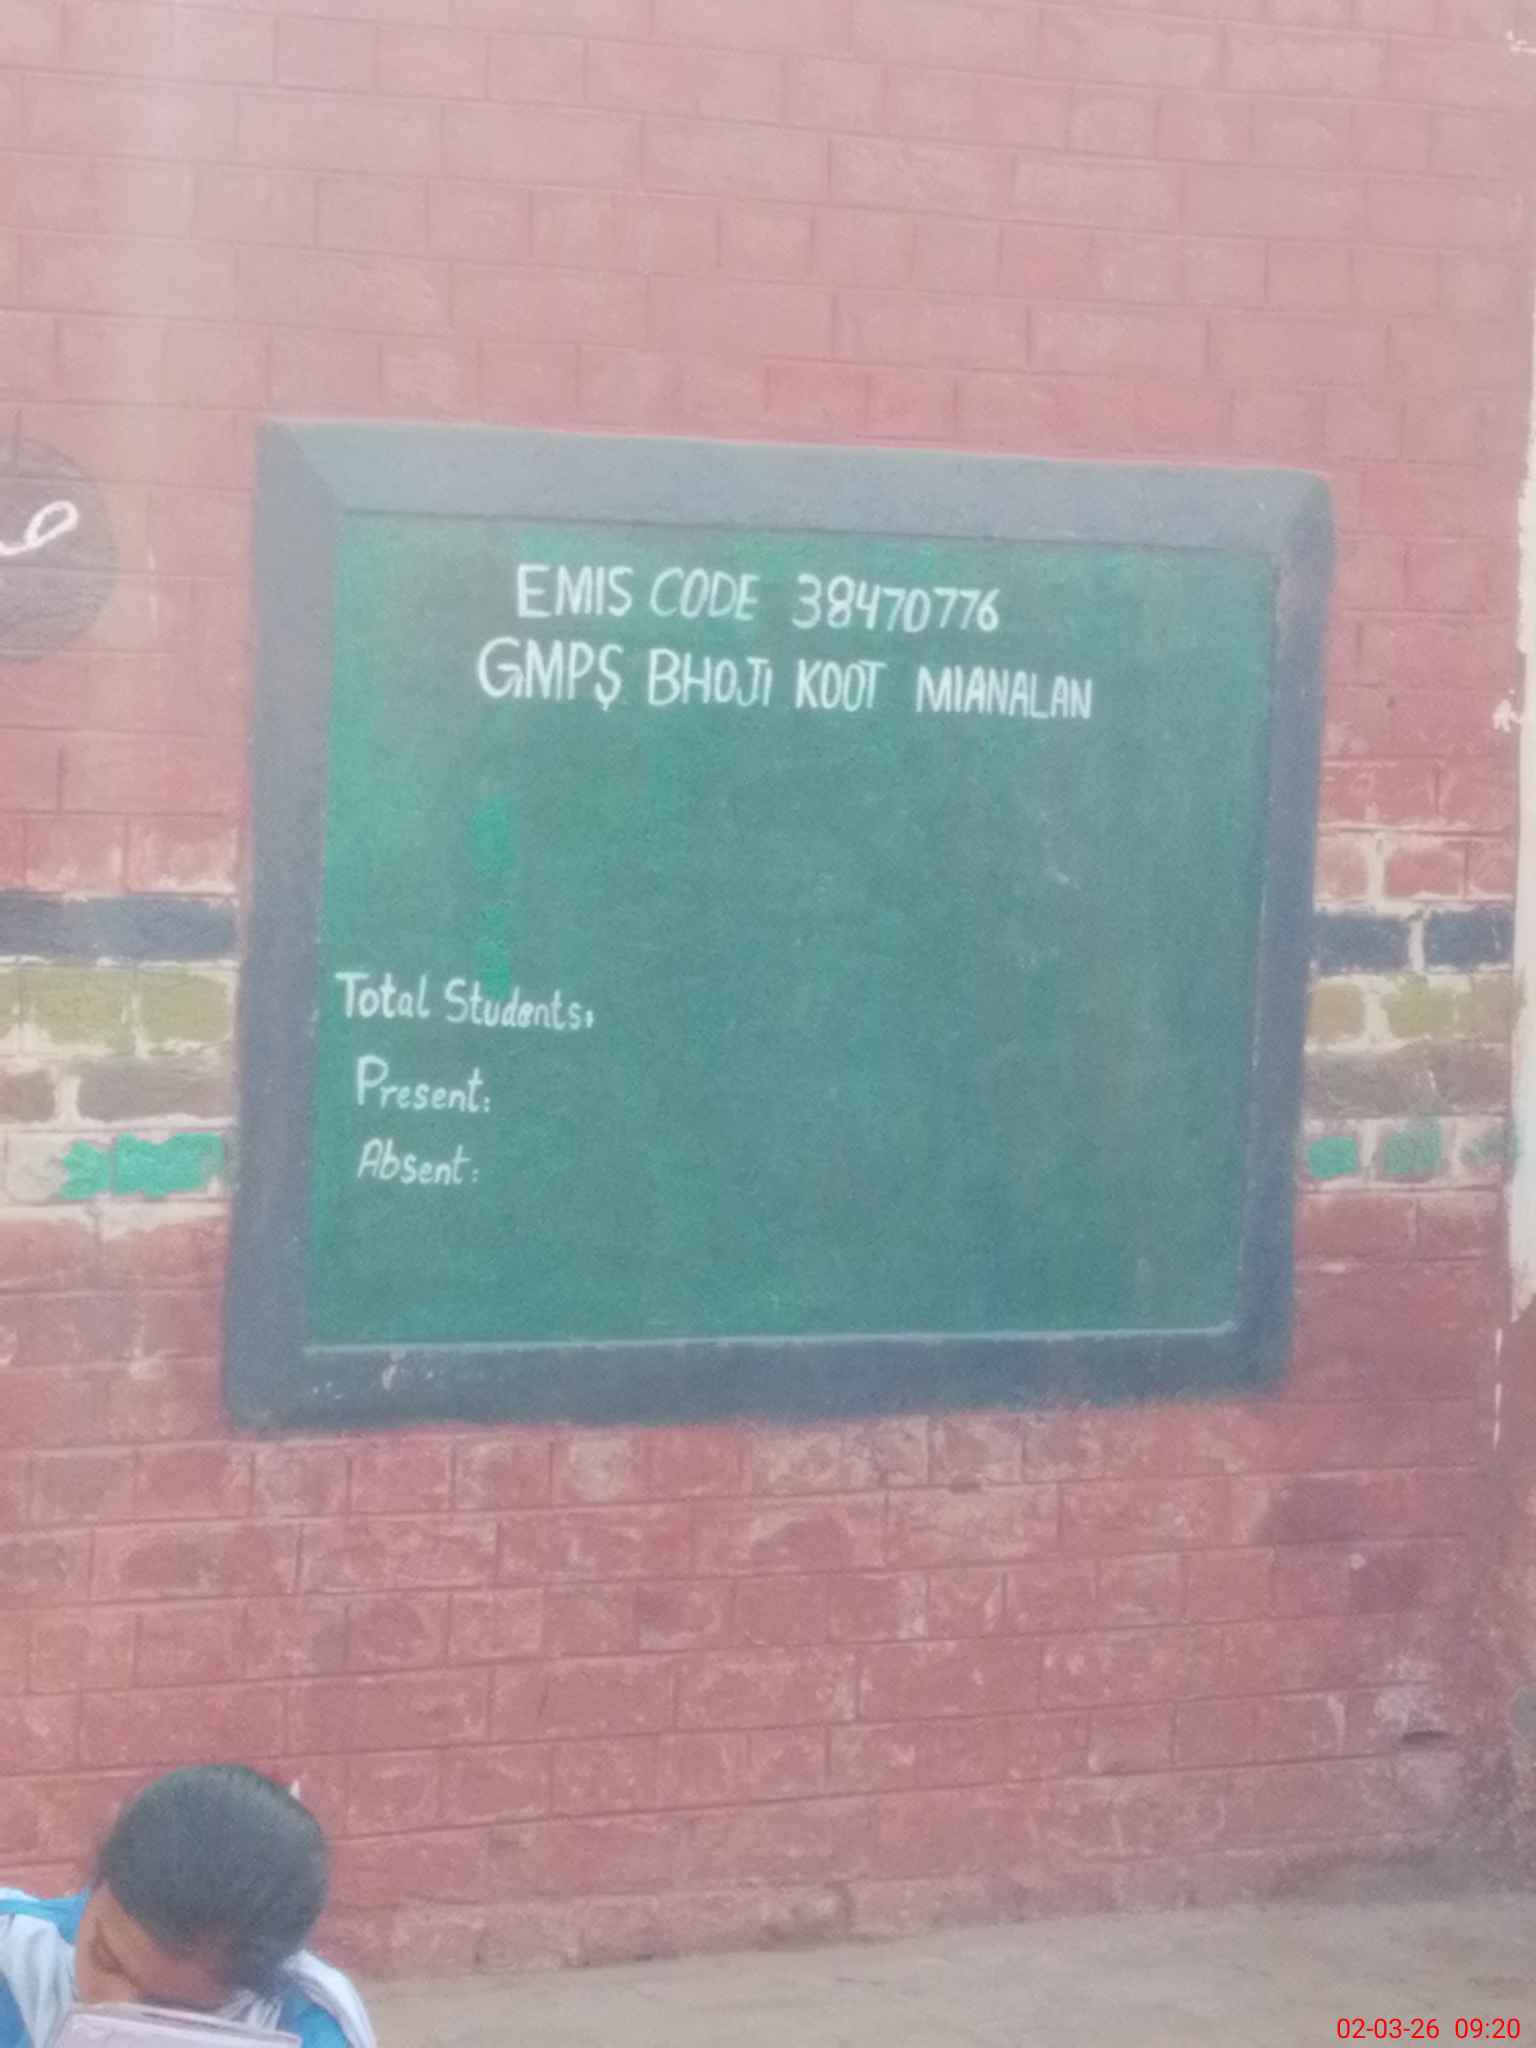 EMIS CODE 38470776
GMPS BHOJI KOOT MIANALAN
Total Students:
Present:
Absent:
02-03-26 09:20